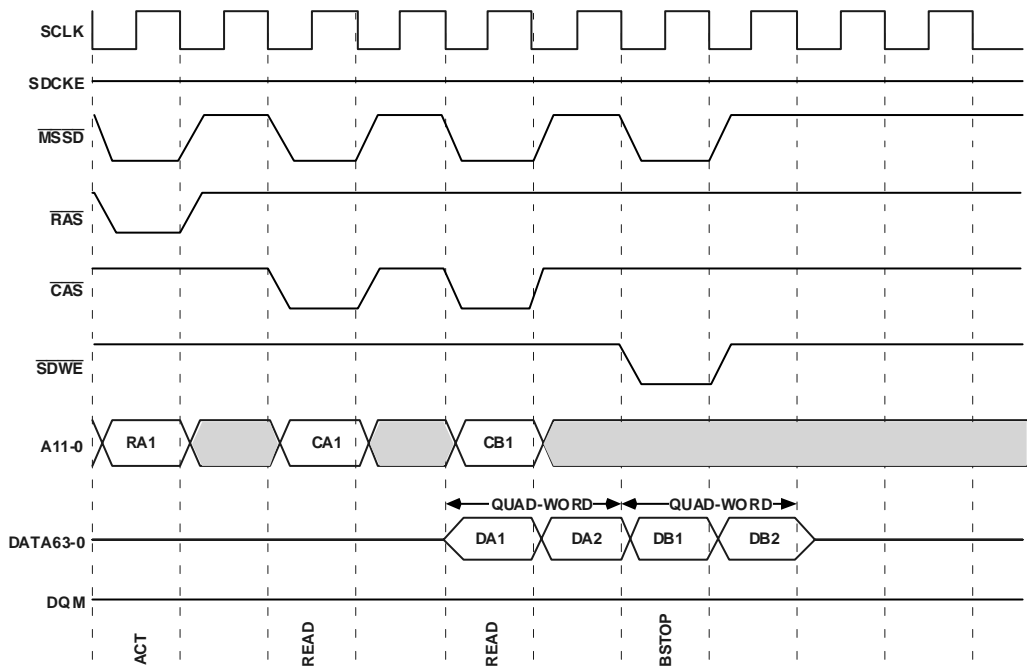 SCLK
SDCKE
MSSD
RAS
CAS
SDWE
A11-0 RA1 CA1 CB1
QUAD-WORD QUAD-WORD
DATA63-0 DA1 DA2 DB1 DB2
DQM
ACT READ READ BSTOP